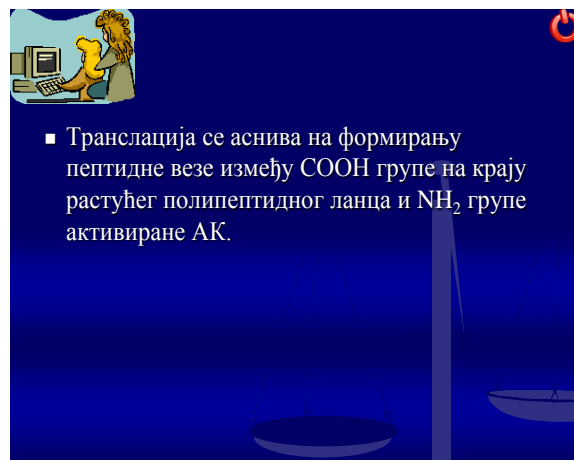 Транслација се аснива на формирању
пептидне везе између COOH групе на крају
растућег полипептидног ланца и NH₂ групе
активиране АК.